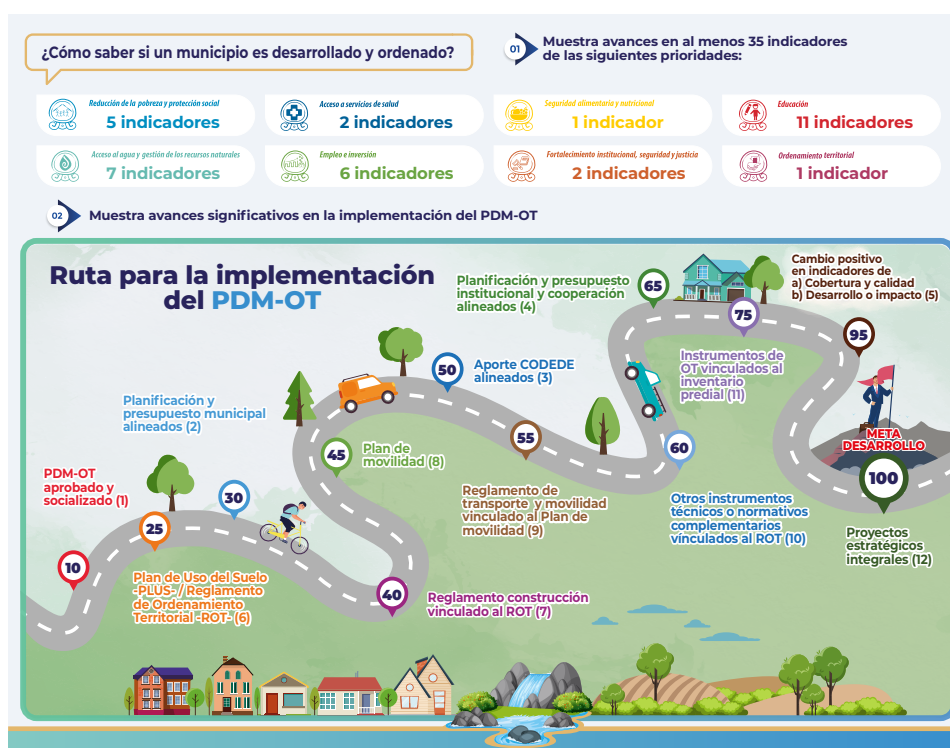 ¿Cómo saber si un municipio es desarrollado y ordenado?
01
Muestra avances en al menos 35 indicadores
de las siguientes prioridades:
Reducción de la pobreza y protección social
5 indicadores
Acceso a servicios de salud
2 indicadores
Seguridad alimentaria y nutricional
1 indicador
Educación
11 indicadores
Acceso al agua y gestión de los recursos naturales
7 indicadores
Empleo e inversión
6 indicadores
Fortalecimiento institucional, seguridad y justicia
2 indicadores
Ordenamiento territorial
1 indicador
02
Muestra avances significativos en la implementación del PDM-OT
Ruta para la implementación
del PDM-OT
PDM-OT
aprobado y
socializado (1)
10
25
Plan de Uso del Suelo
-PLUS- / Reglamento
de Ordenamiento
Territorial -ROT- (6)
Planificación y
presupuesto municipal
alineados (2)
30
40
Reglamento construcción
vinculado al ROT (7)
45
Plan de
movilidad (8)
50
Aporte CODEDE
alineados (3)
55
Reglamento de
transporte y movilidad
vinculado al Plan de
movilidad (9)
60
Otros instrumentos
técnicos o normativos
complementarios
vinculados al ROT (10)
Planificación y presupuesto
institucional y cooperación
alineados (4)
65
75
Instrumentos de
OT vinculados al
inventario
predial (11)
Cambio positivo
en indicadores de
a) Cobertura y calidad
b) Desarrollo o impacto (5)
95
META
DESARROLLO
100
Proyectos
estratégicos
integrales (12)